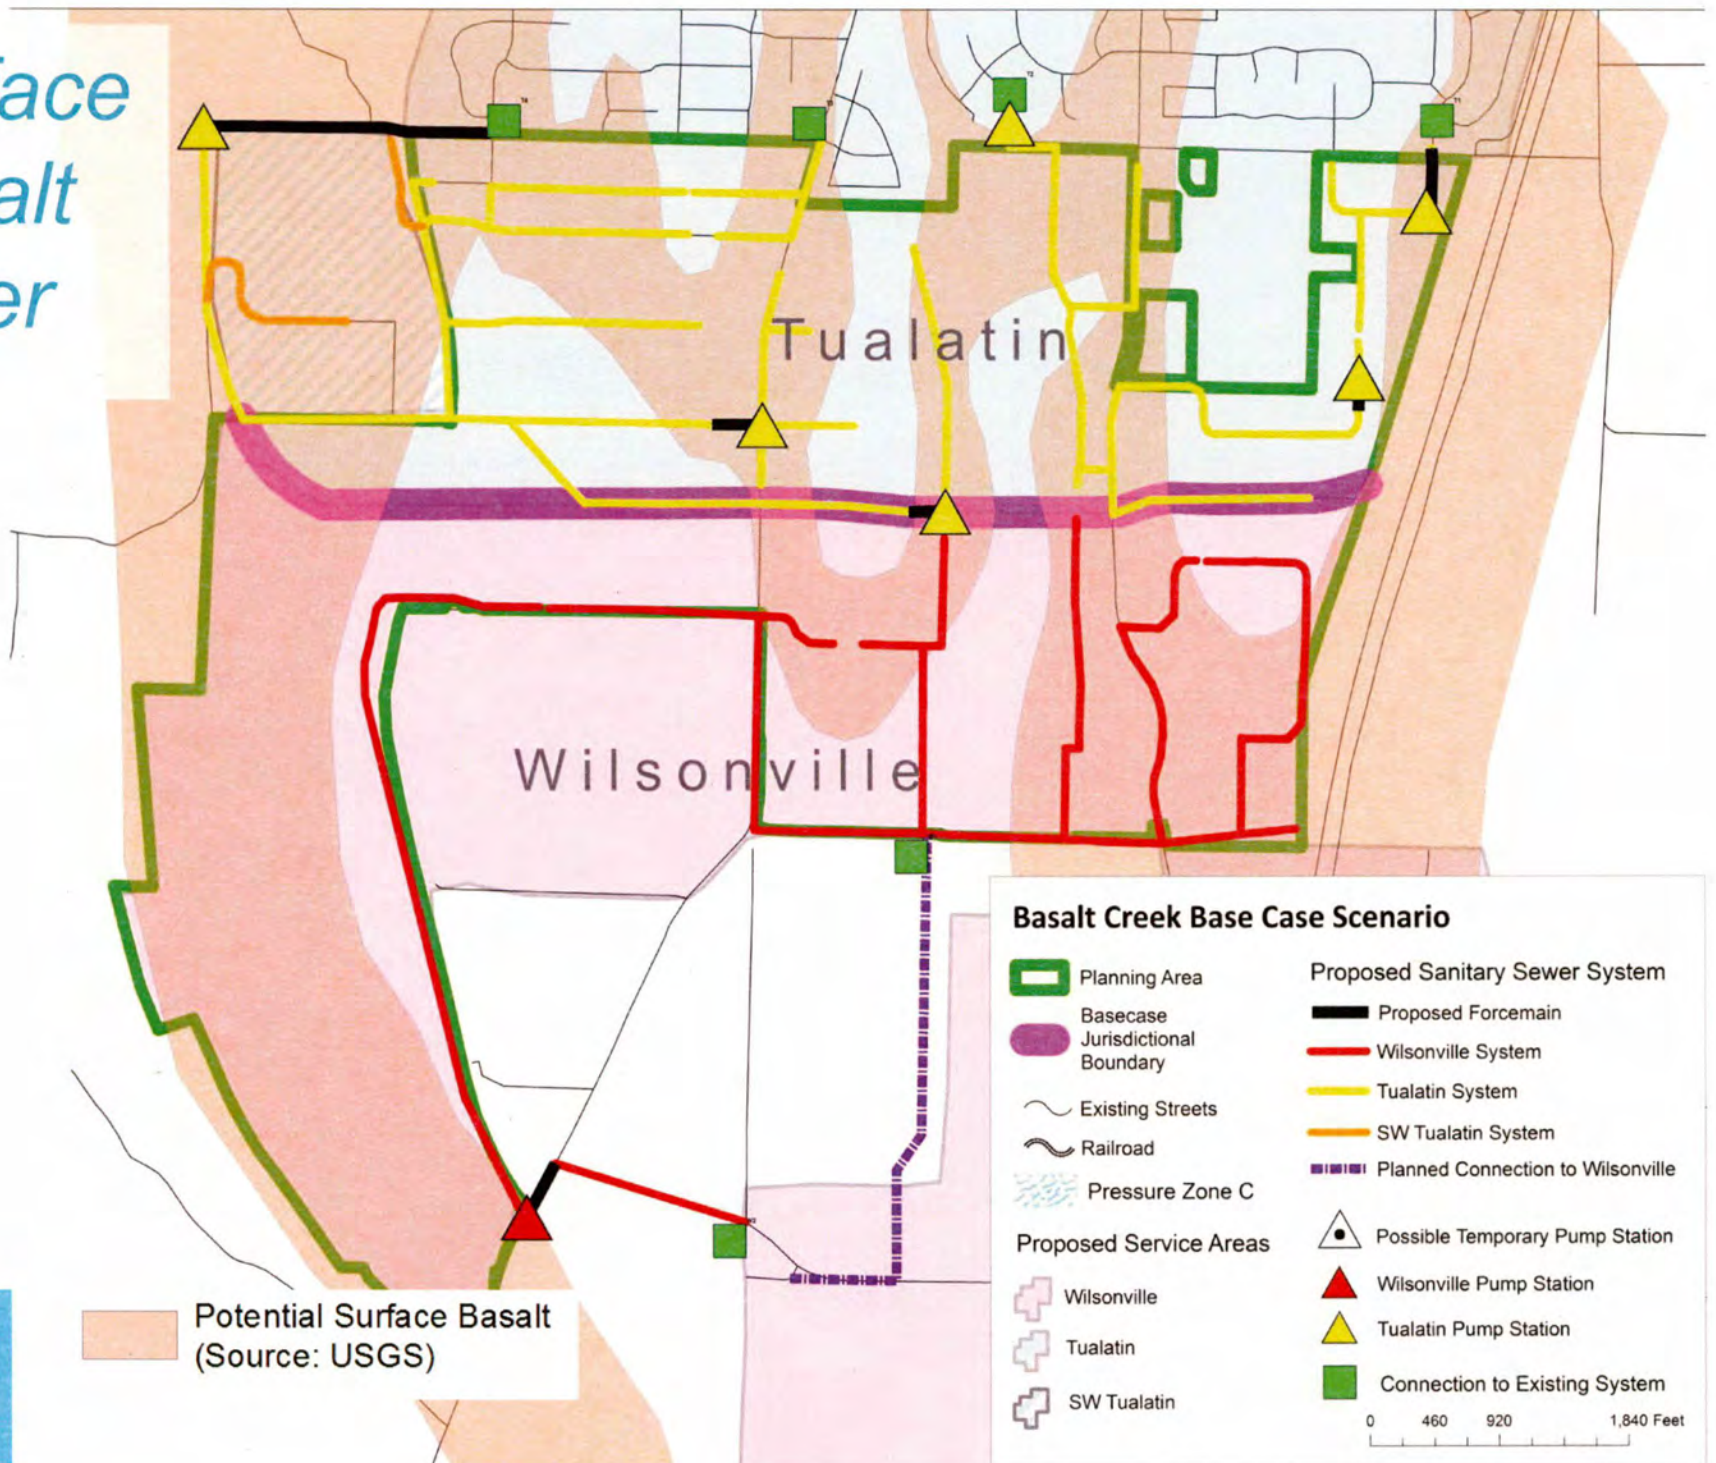 face
alt
er
Tualatin
Wilsonville
Potential Surface Basalt
(Source: USGS)
Basalt Creek Base Case Scenario
Planning Area
Basecase
Jurisdictional
Boundary
Existing Streets
Railroad
Pressure Zone C
Proposed Service Areas
Wilsonville
Tualatin
SW Tualatin
Proposed Sanitary Sewer System
Proposed Forcemain
Wilsonville System
Tualatin System
SW Tualatin System
Planned Connection to Wilsonville
Possible Temporary Pump Station
Wilsonville Pump Station
Tualatin Pump Station
Connection to Existing System
0 460 920 1,840 Feet